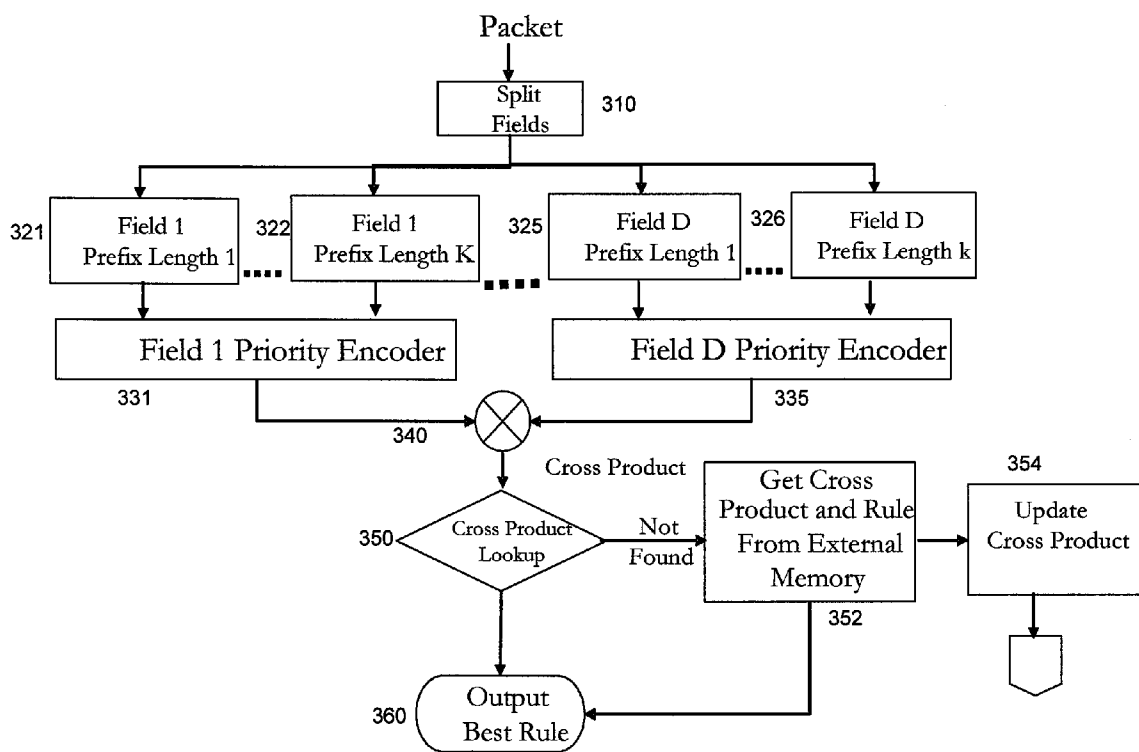 Packet
Split
Fields
310
321
Field 1
Prefix Length 1
322
Field 1
Prefix Length K
325
Field D
Prefix Length 1
326
Field D
Prefix Length k
Field 1 Priority Encoder
331
Field D Priority Encoder
335
340
Cross Product
350
Cross Product
Lookup
Not
Found
Get Cross
Product and Rule
From External
Memory
352
354
Update
Cross Product
360
Output
Best Rule